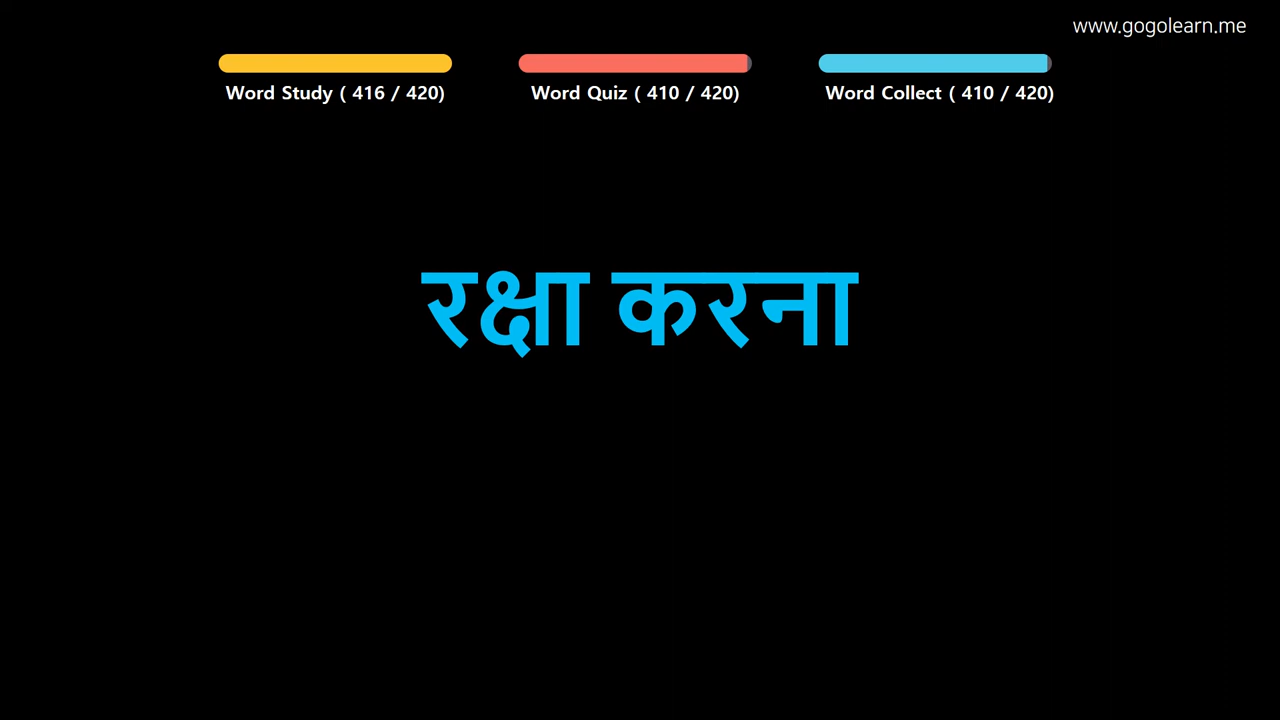 www.gogolearn.me
Word Study ( 416 / 420)
Word Quiz ( 410 / 420)
Word Collect ( 410 / 420)
रक्षा करना